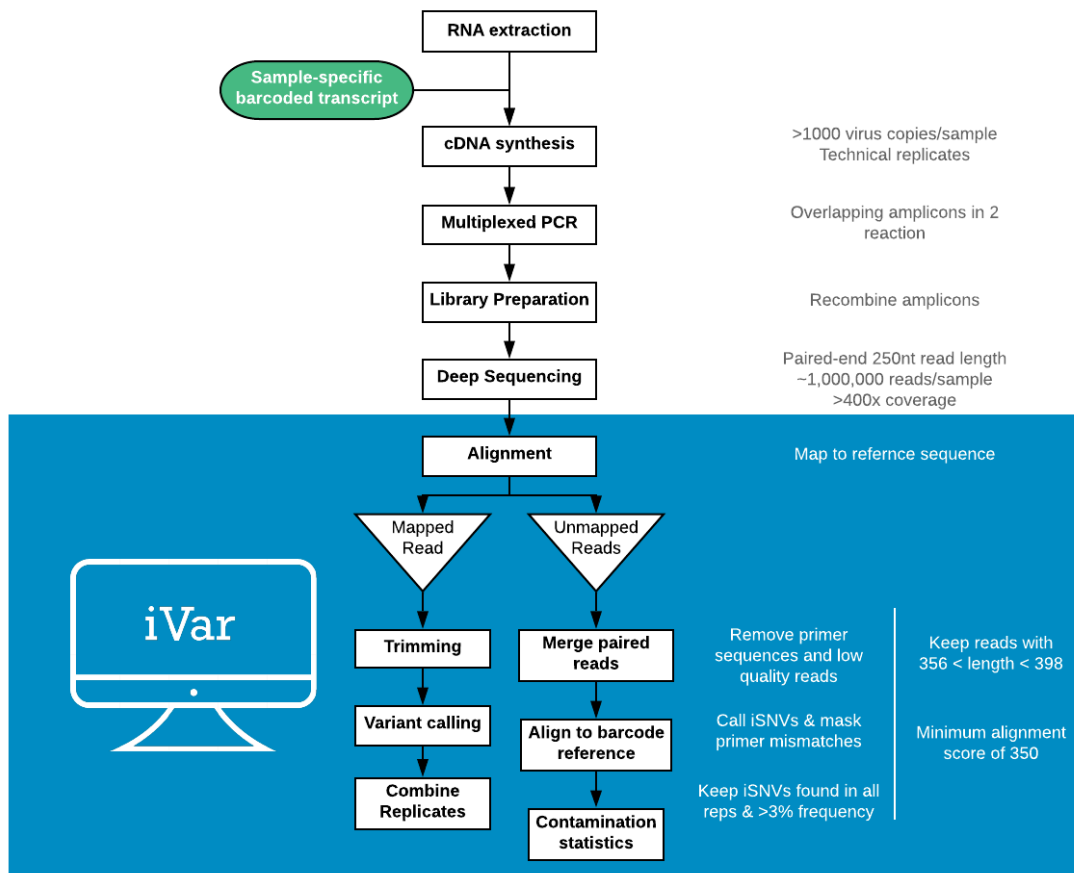 RNA extraction
Sample-specific
barcoded transcript
cDNA synthesis
>1000 virus copies/sample
Technical replicates
Multiplexed PCR
Overlapping amplicons in 2
reaction
Library Preparation
Recombine amplicons
Deep Sequencing
Paired-end 250nt read length
~1,000,000 reads/sample
>400x coverage
Alignment
Map to refernce sequence
Mapped
Read
Unmapped
Reads
iVar
Trimming
Merge paired
reads
Remove primer
sequences and low
quality reads
Keep reads with
356 < length < 398
Variant calling
Align to barcode
reference
Call iSNVs & mask
primer mismatches
Minimum alignment
score of 350
Combine
Replicates
Contamination
statistics
Keep iSNVs found in all
reps & >3% frequency